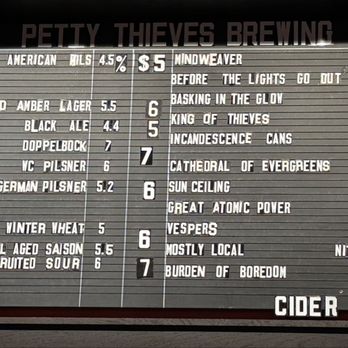 PETTY THIEVES BREWING
AMERICAN PILS 4.5% $5 WINDWEAVER
BEFORE THE LIGHTS GO OUT
D AMBER LAGER 5.5 6 BASKING IN THE GLOW
BLACK ALE 4.4 5 KING OF THIEVES
DOPPELBOCK 7 7 INCANDESCENCE CANS
VC PILSNER 6 CATHEDRAL OF EVERGREENS
GERMAN PILSNER 5.2 6 SUN CEILING
GREAT ATOMIC POWER
WINTER WHEAT 5 6 VESPERS
L AGED SAISON 5.5 MOSTLY LOCAL NIT
RUITED SOUR 6 7 BURDEN OF BOREDOM
CIDER